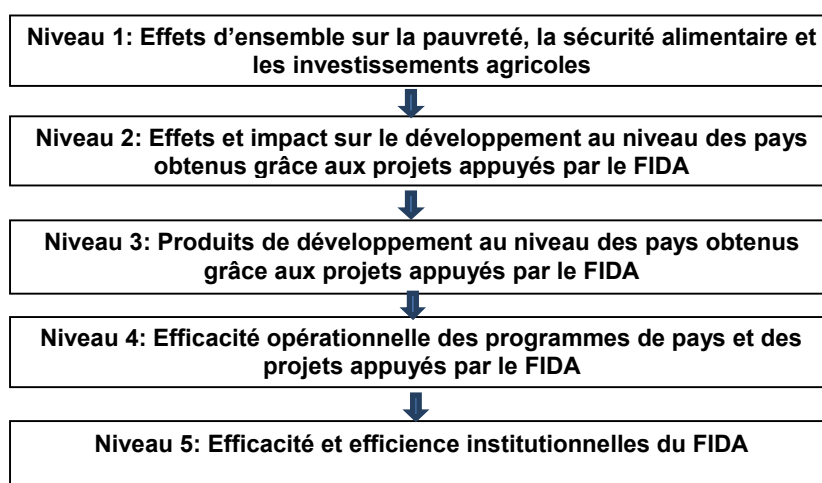 Niveau 1: Effets d'ensemble sur la pauvreté, la sécurité alimentaire et
les investissements agricoles
Niveau 2: Effets et impact sur le développement au niveau des pays
obtenus grâce aux projets appuyés par le FIDA
Niveau 3: Produits de développement au niveau des pays obtenus
grâce aux projets appuyés par le FIDA
Niveau 4: Efficacité opérationnelle des programmes de pays et des
projets appuyés par le FIDA
Niveau 5: Efficacité et efficience institutionnelles du FIDA